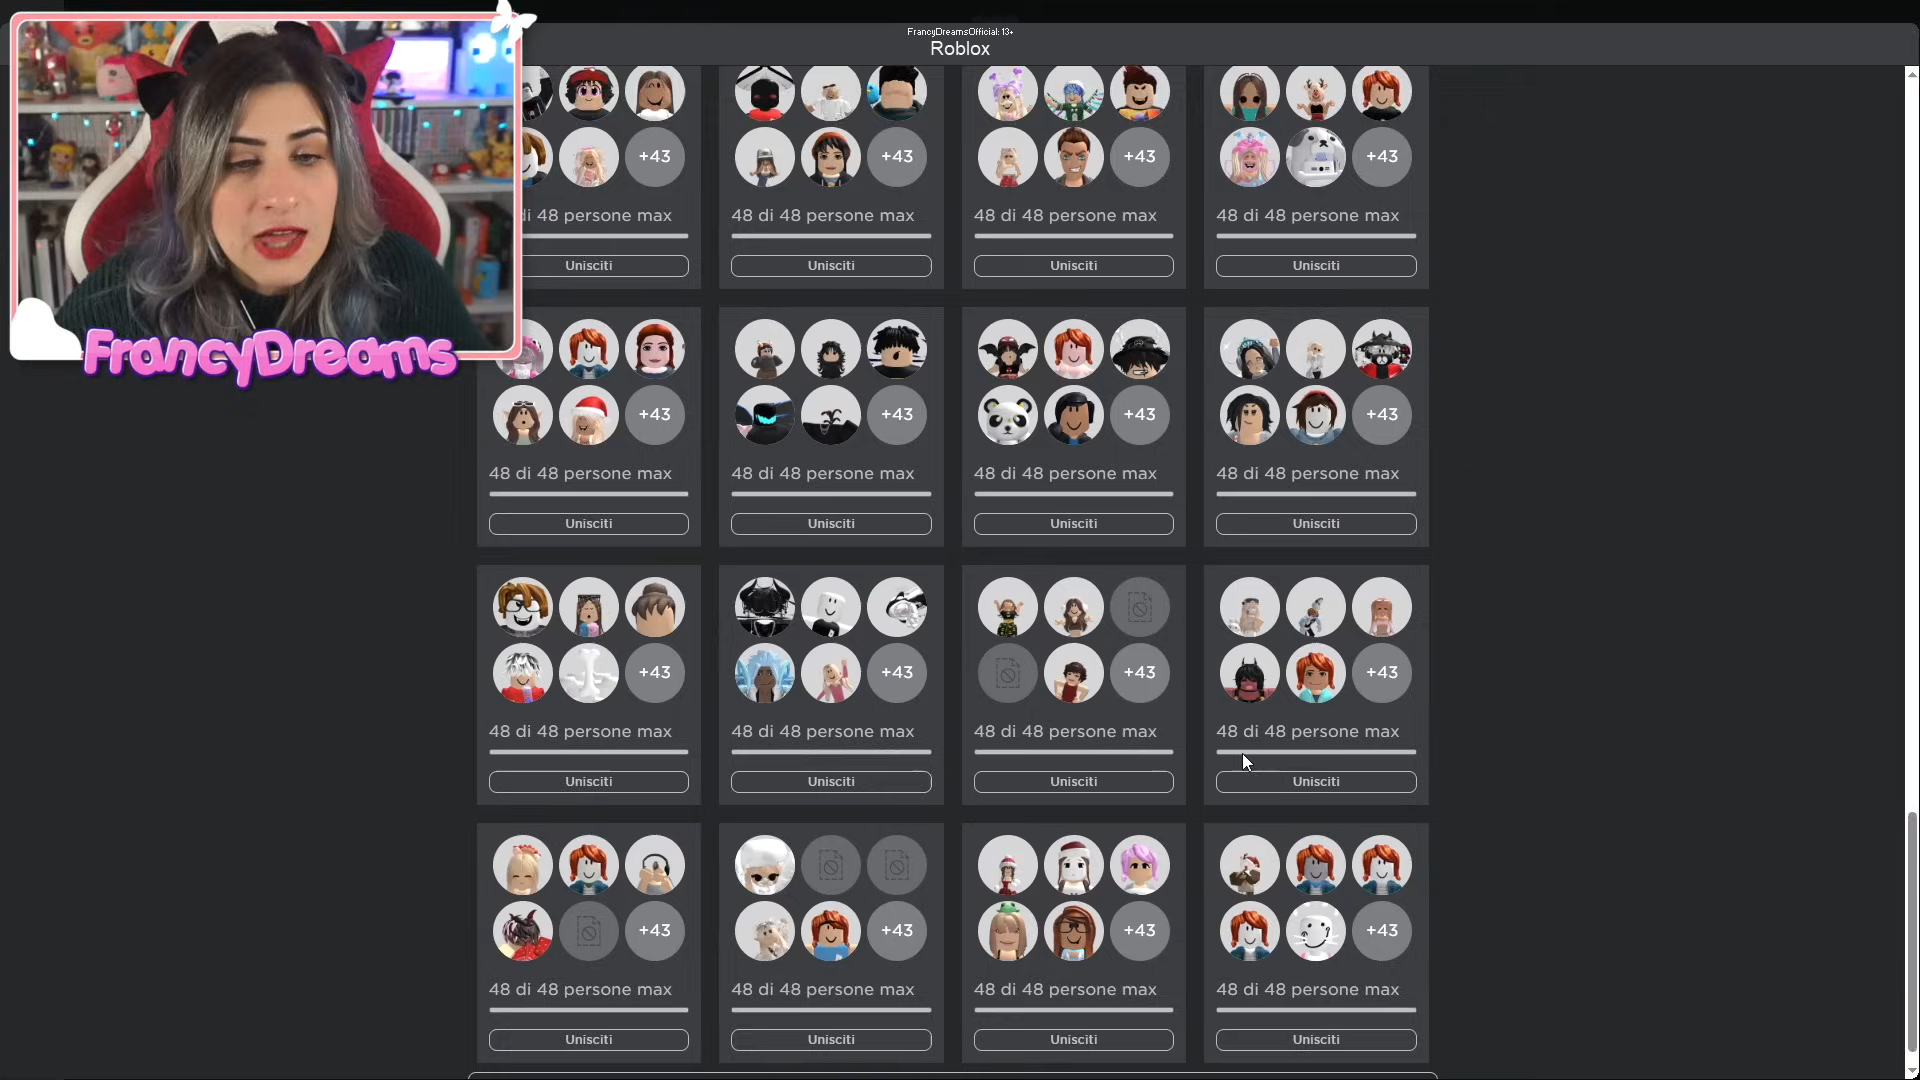 FrancyDreamsOfficial: 13+
Roblox
FrancyDreams
+43 +43 +43 +43
di 48 persone max 48 di 48 persone max 48 di 48 persone max 48 di 48 persone max
Unisciti Unisciti Unisciti Unisciti
+43 +43 +43 +43
48 di 48 persone max 48 di 48 persone max 48 di 48 persone max 48 di 48 persone max
Unisciti Unisciti Unisciti Unisciti
+43 +43 +43 +43
48 di 48 persone max 48 di 48 persone max 48 di 48 persone max 48 di 48 persone max
Unisciti Unisciti Unisciti Unisciti
+43 +43 +43 +43
48 di 48 persone max 48 di 48 persone max 48 di 48 persone max 48 di 48 persone max
Unisciti Unisciti Unisciti Unisciti